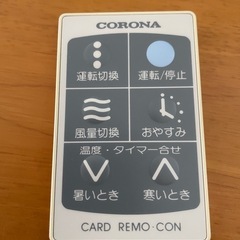 CORONA
運転切換 運転/停止
風量切換 おやすみ
温度・タイマー合せ
暑いとき 寒いとき
CARD REMO-CON